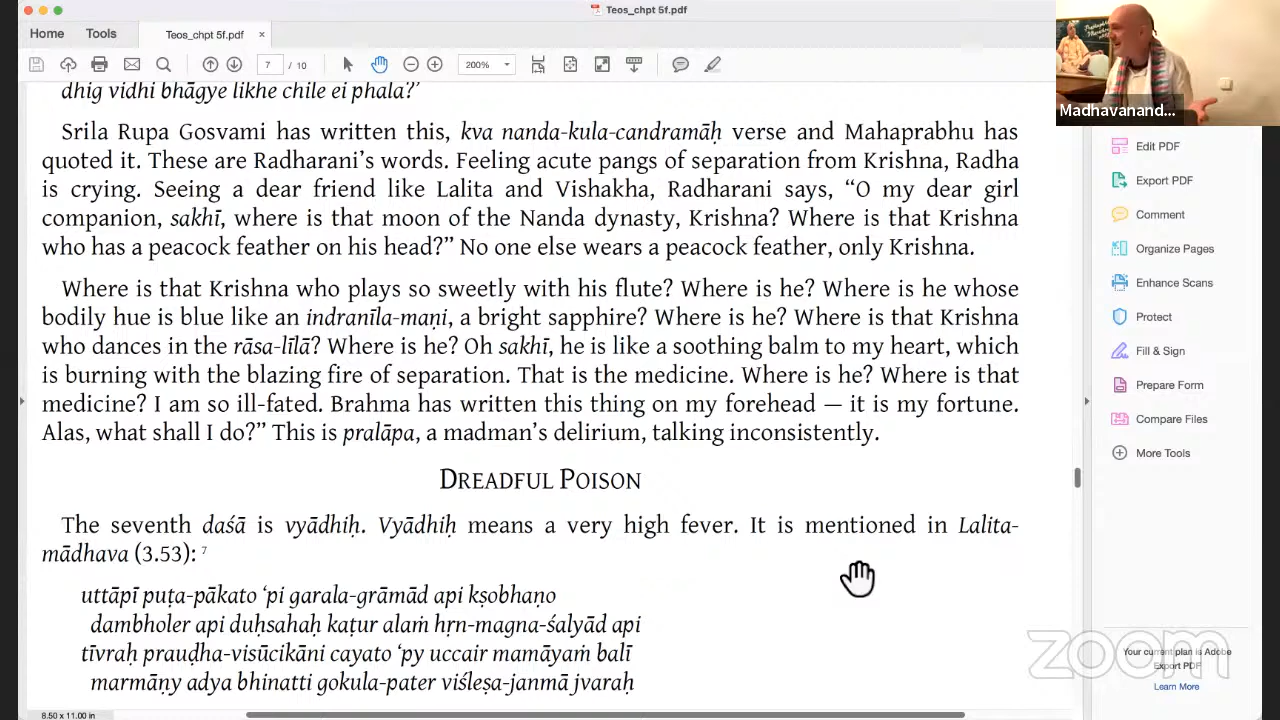 Teos_chpt 5f.pdf
Home
Tools
Teos_chpt 5f.pdf
×
7 / 10
200%
dhig vidhi bhāgye likhe chile ei phala?’
Srila Rupa Gosvami has written this, kva nanda-kula-candramāḥ verse and Mahaprabhu has
quoted it. These are Radharani’s words. Feeling acute pangs of separation from Krishna, Radha
is crying. Seeing a dear friend like Lalita and Vishakha, Radharani says, “O my dear girl
companion, sakhī, where is that moon of the Nanda dynasty, Krishna? Where is that Krishna
who has a peacock feather on his head?” No one else wears a peacock feather, only Krishna.
Where is that Krishna who plays so sweetly with his flute? Where is he? Where is he whose
bodily hue is blue like an indranīla-maṇi, a bright sapphire? Where is he? Where is that Krishna
who dances in the rāsa-līlā? Where is he? Oh sakhī, he is like a soothing balm to my heart, which
is burning with the blazing fire of separation. That is the medicine. Where is he? Where is that
medicine? I am so ill-fated. Brahma has written this thing on my forehead — it is my fortune.
Alas, what shall I do?” This is pralāpa, a madman’s delirium, talking inconsistently.
Dreadful Poison
The seventh daśā is vyādhiḥ. Vyādhiḥ means a very high fever. It is mentioned in Lalita-
mādhava (3.53): 7
uttāpī puṭa-pākato ‘pi garala-grāmād api kṣobhaṇo
dambholer api duḥsahaḥ kaṭur alaṁ hṛn-magna-śalyād api
tīvraḥ prauḍha-visūcikāni cayato ‘py uccair mamāyaṁ balī
marmāṇy adya bhinatti gokula-pater viśleṣa-janmā jvaraḥ
8.50 x 11.00 in
Madhavanand...
Edit PDF
Export PDF
Comment
Organize Pages
Enhance Scans
Protect
Fill & Sign
Prepare Form
Compare Files
More Tools
Your current plan is Adobe
Export PDF
Learn More
zoom